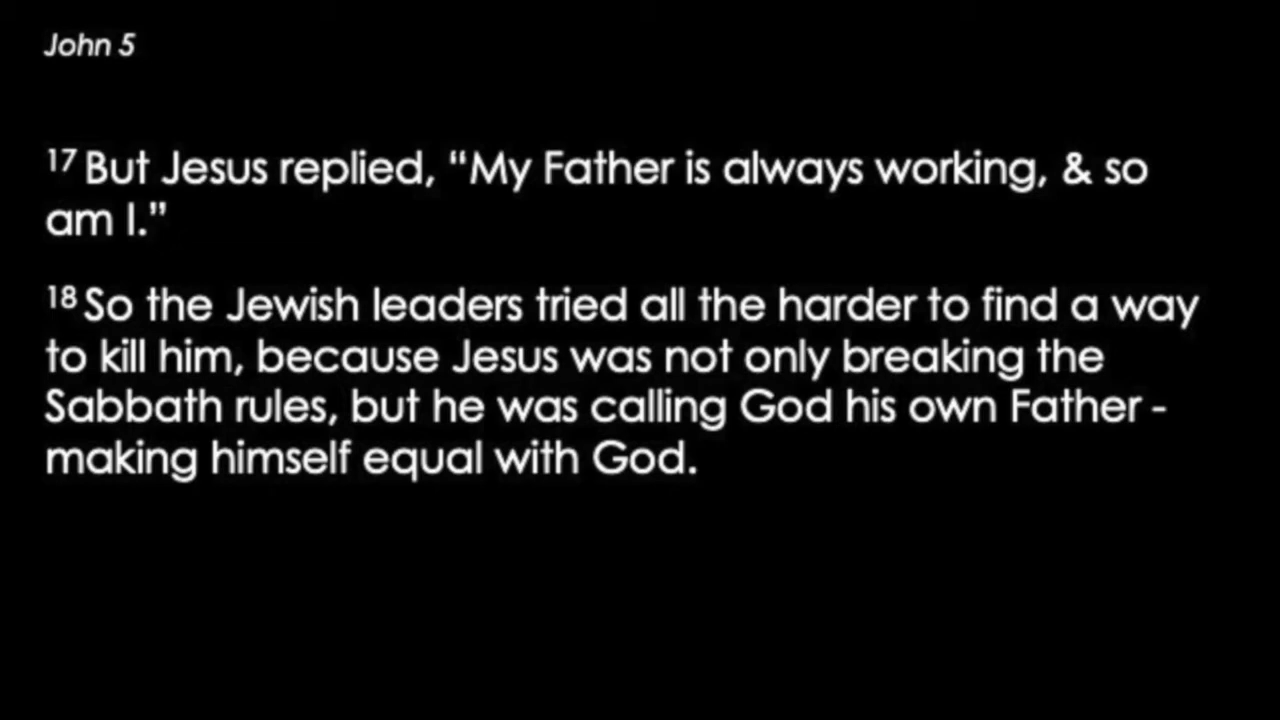 John 5
17 But Jesus replied, “My Father is always working, & so
am I.”
18 So the Jewish leaders tried all the harder to find a way
to kill him, because Jesus was not only breaking the
Sabbath rules, but he was calling God his own Father -
making himself equal with God.